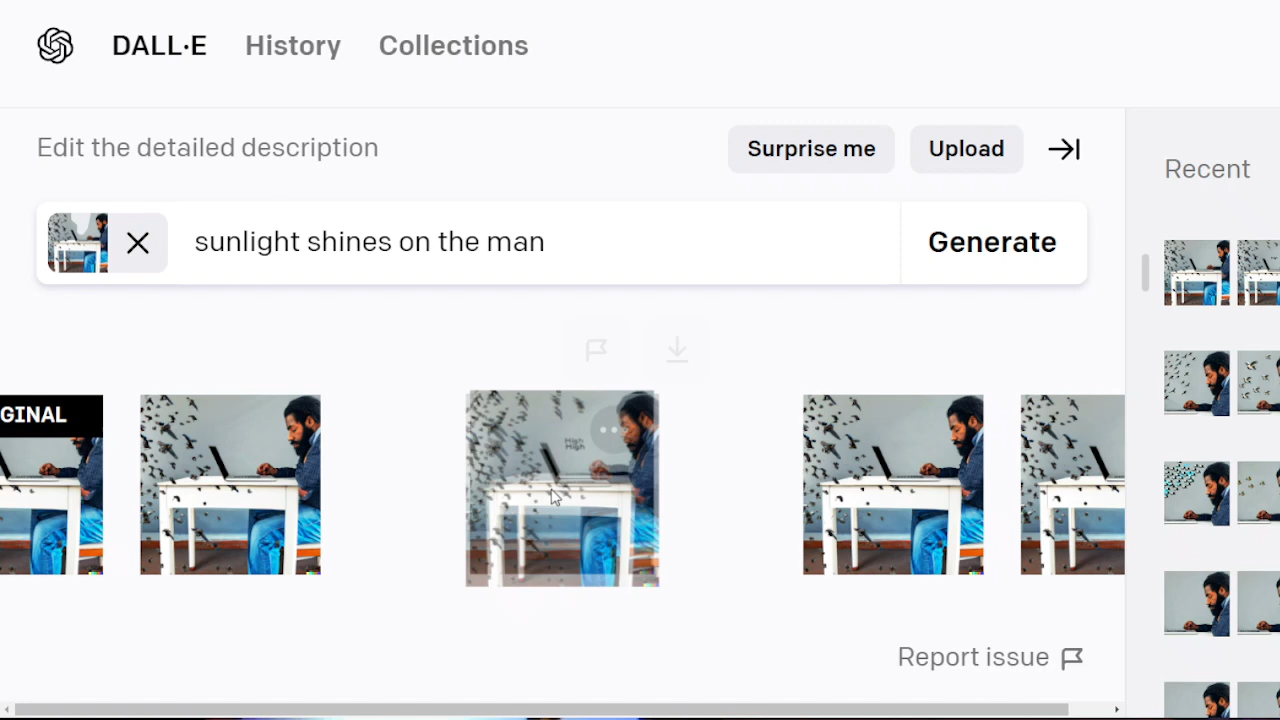 DALL·E History Collections
Edit the detailed description
Surprise me
Upload
Recent
sunlight shines on the man
Generate
GINAL
Report issue